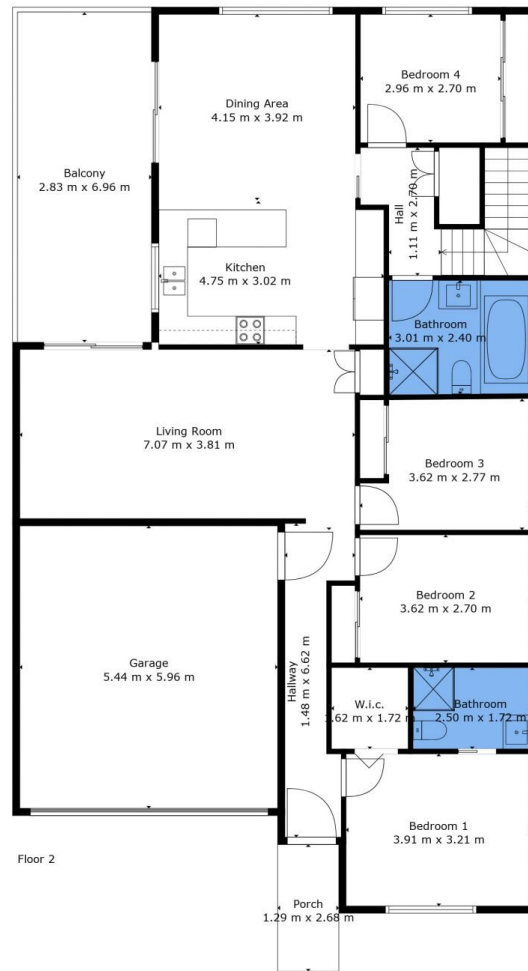 Bedroom 4
2.96 m x 2.70 m
Dining Area
4.15 m x 3.92 m
Balcony
2.83 m x 6.96 m
Hall
1.11 m x 2.70 m
Kitchen
4.75 m x 3.02 m
Bathroom
3.01 m x 2.40 m
Living Room
7.07 m x 3.81 m
Bedroom 3
3.62 m x 2.77 m
Bedroom 2
3.62 m x 2.70 m
Garage
5.44 m x 5.96 m
Hallway
1.48 m x 6.62 m
W.i.c.
1.62 m x 1.72 m
Bathroom
2.50 m x 1.72 m
Bedroom 1
3.91 m x 3.21 m
Floor 2
Porch
1.29 m x 2.68 m